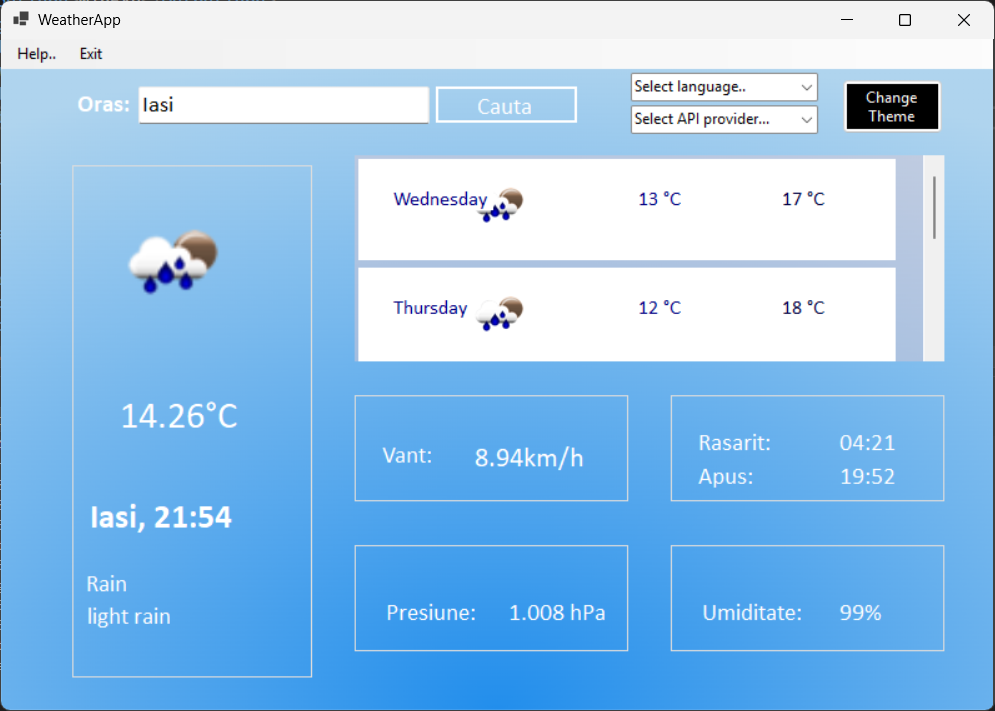 WeatherApp
Help.. Exit
Oras: Iasi Cauta
Select language..
Select API provider...
Change
Theme
Wednesday 13 °C 17 °C
Thursday 12 °C 18 °C
14.26°C
Iasi, 21:54
Rain
light rain
Vant: 8.94km/h
Rasarit: 04:21
Apus: 19:52
Presiune: 1.008 hPa
Umiditate: 99%